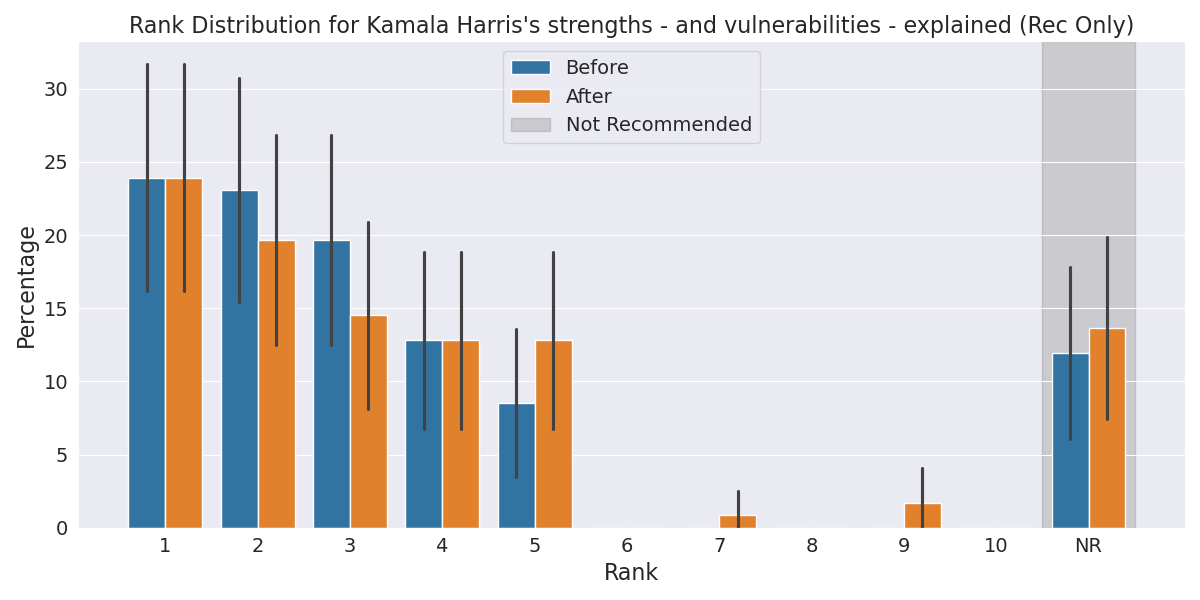 Rank Distribution for Kamala Harris's strengths - and vulnerabilities - explained (Rec Only)
Before
After
Not Recommended
Percentage
30
25
20
15
10
5
0
1 2 3 4 5 6 7 8 9 10 NR
Rank